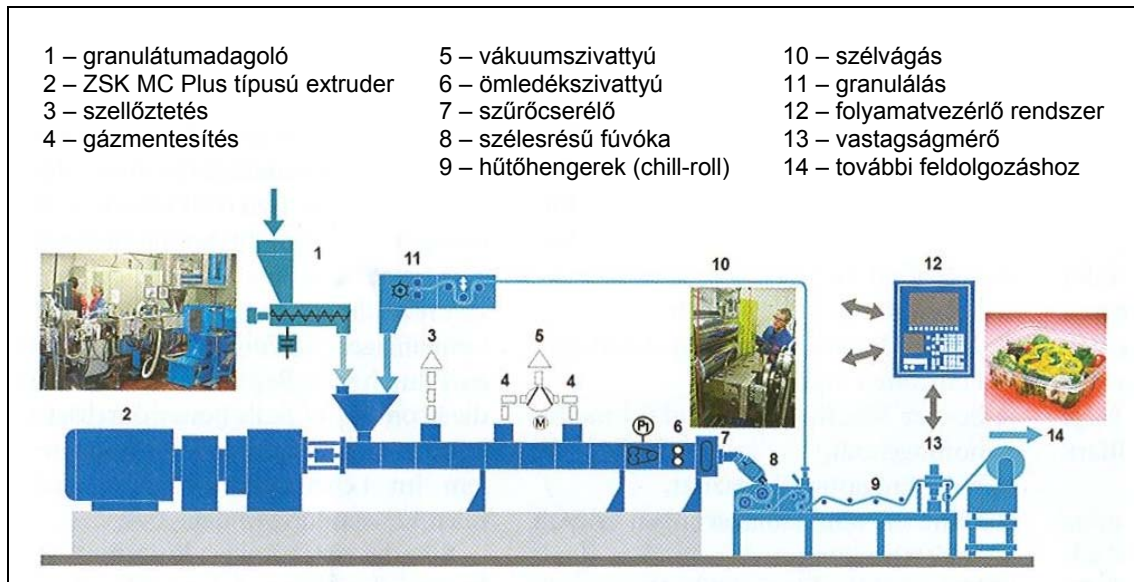 1 – granulátumadagoló
2 – ZSK MC Plus típusú extruder
3 – szellőztetés
4 – gázmentesítés
5 – vákuumszivattyú
6 – ömledékszivattyú
7 – szűrőcserélő
8 – szélesrésű fúvóka
9 – hűtőhengerek (chill-roll)
10 – szélvágás
11 – granulálás
12 – folyamatvezérlő rendszer
13 – vastagságmérő
14 – további feldolgozáshoz
1
11
10
12
3
5
4
4
M
2
PI
6
7
8
9
13
14